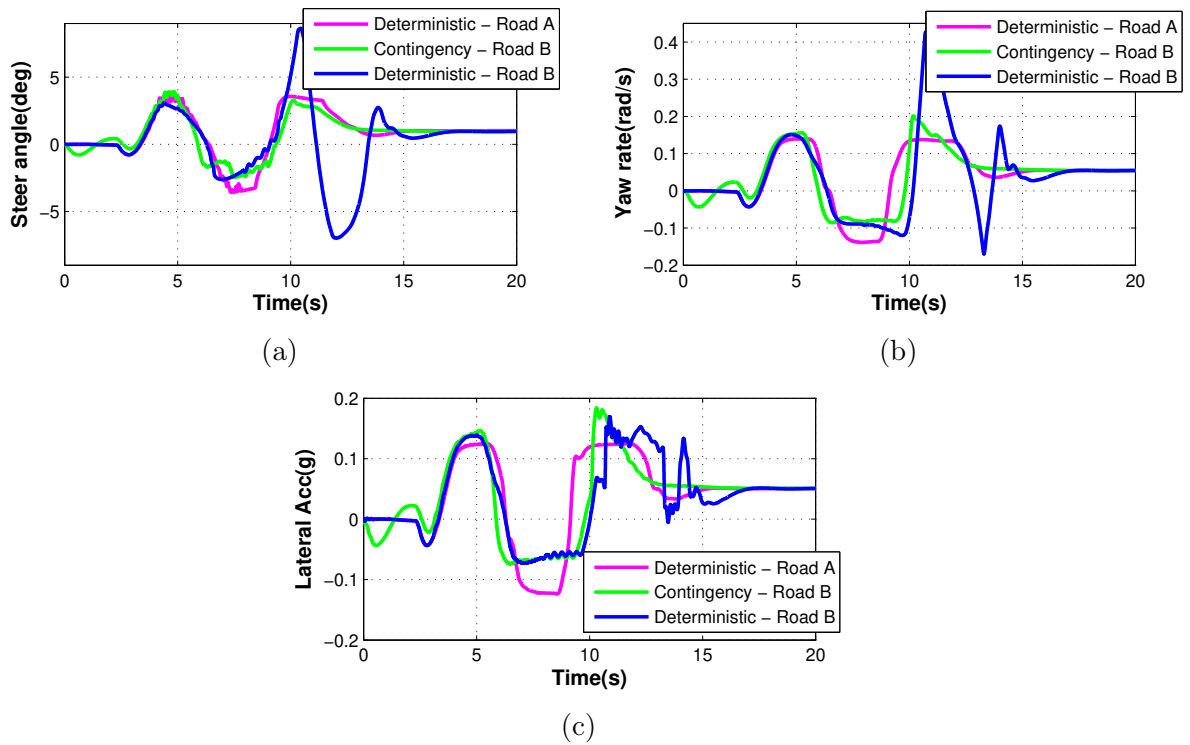 Steer angle(deg)
5
0
−5
0 5 10 15 20
Time(s)
Deterministic − Road A
Contingency − Road B
Deterministic − Road B
(a)
Yaw rate(rad/s)
0.4
0.3
0.2
0.1
0
−0.1
−0.2
0 5 10 15 20
Time(s)
Deterministic − Road A
Contingency − Road B
Deterministic − Road B
(b)
Lateral Acc(g)
0.2
0.1
0
−0.1
−0.2
0 5 10 15 20
Time(s)
Deterministic − Road A
Contingency − Road B
Deterministic − Road B
(c)